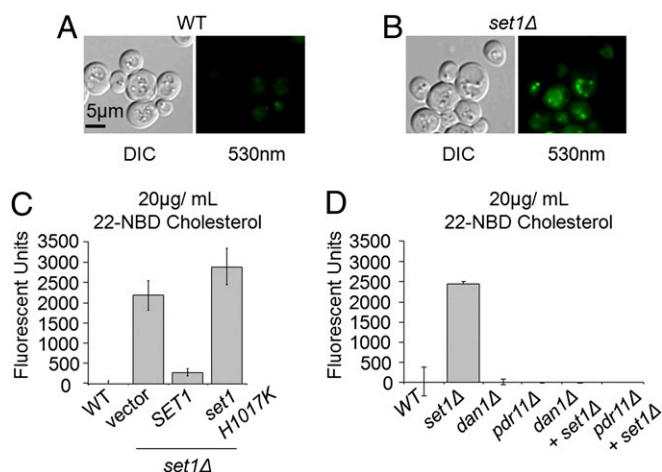 A
WT
5µm
DIC
530nm
B
set1Δ
DIC
530nm
C
20µg/ mL
22-NBD Cholesterol
Fluorescent Units
3500
3000
2500
2000
1500
1000
500
0
WT
vector
SET1
set1
H1017K
set1Δ
D
20µg/ mL
22-NBD Cholesterol
Fluorescent Units
3500
3000
2500
2000
1500
1000
500
0
WT
set1Δ
dan1Δ
pdr11Δ
dan1Δ
+ set1Δ
pdr11Δ
+ set1Δ